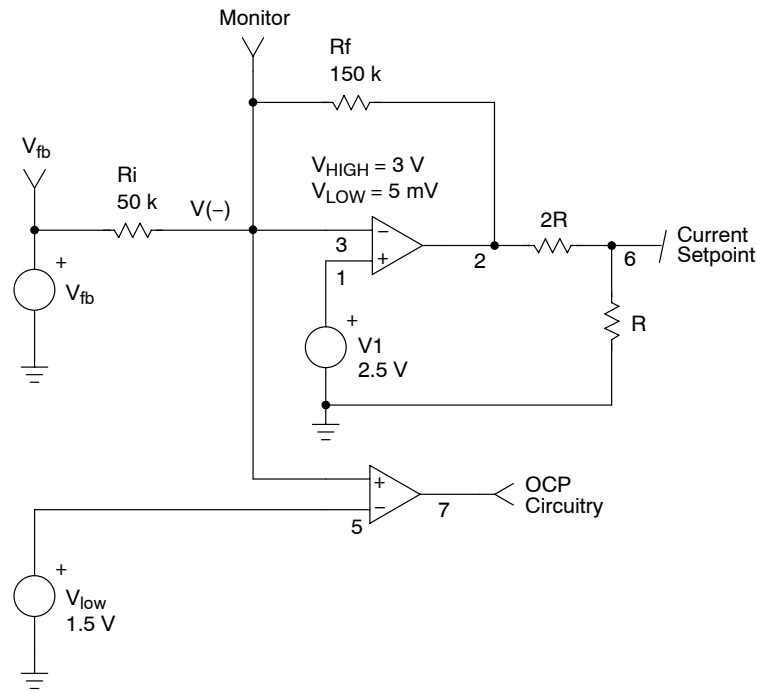 Monitor
Rf
150 k
Vfb
Ri
50 k
V(−)
VHIGH = 3 V
VLOW = 5 mV
−
3
+
1
2
2R
6
Current
Setpoint
+
Vfb
+
V1
2.5 V
R
+
−
5
7
OCP
Circuitry
+
Vlow
1.5 V